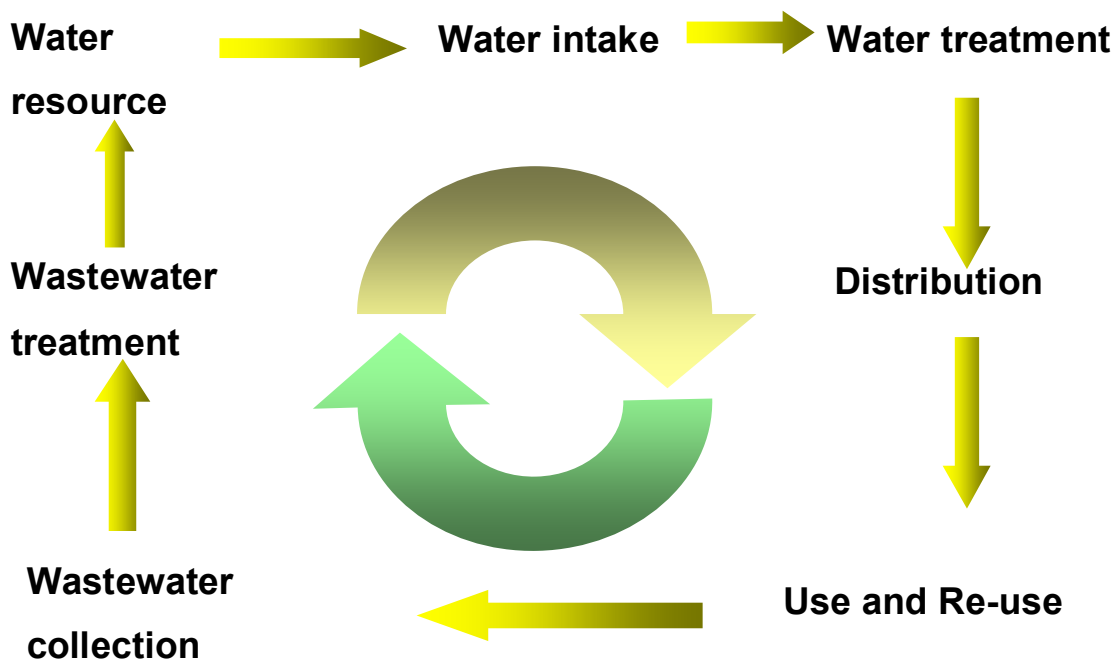 Water
resource
Water intake
Water treatment
Wastewater
treatment
Distribution
Wastewater
collection
Use and Re-use